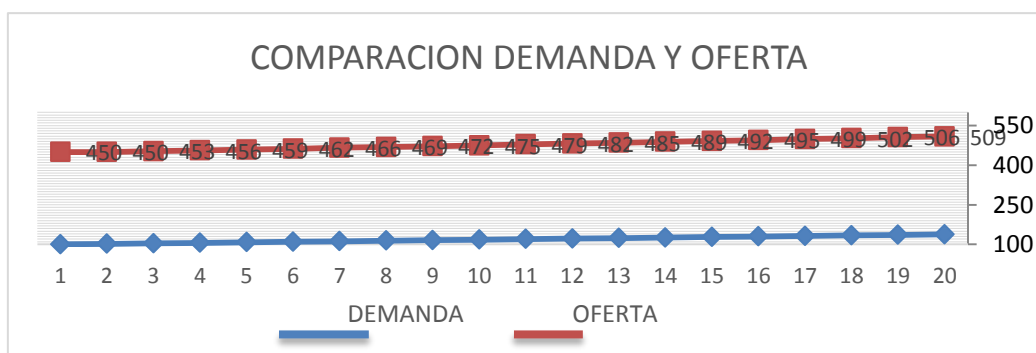 COMPARACION DEMANDA Y OFERTA
450 450 453 456 459 462 466 469 472 475 479 482 485 489 492 495 499 502 506 509
550
400
250
100
1 2 3 4 5 6 7 8 9 10 11 12 13 14 15 16 17 18 19 20
DEMANDA OFERTA